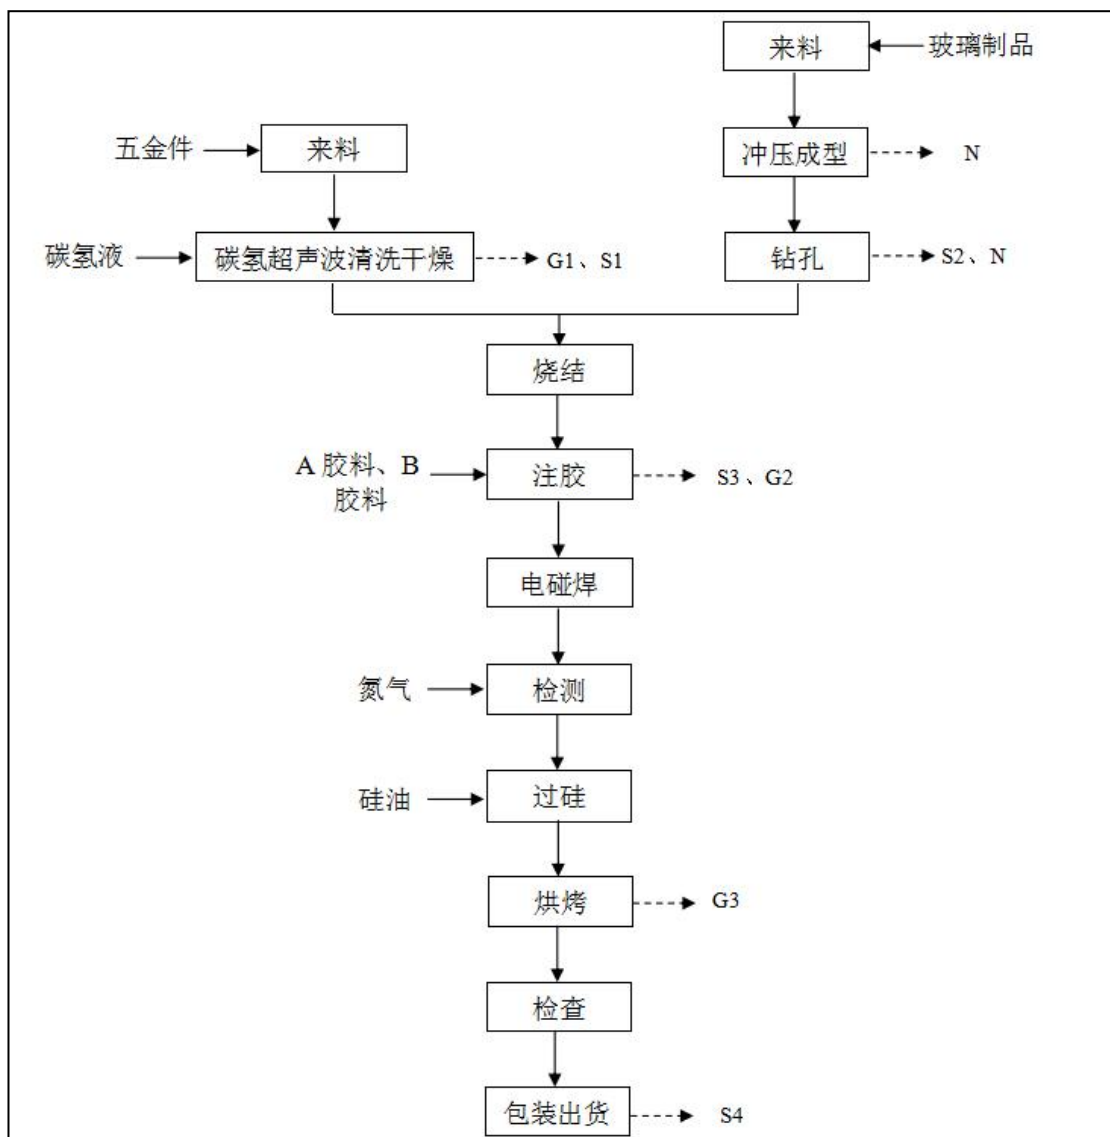 来料
玻璃制品
五金件
来料
冲压成型
N
碳氢液
碳氢超声波清洗干燥
G1、S1
钻孔
S2、N
烧结
A 胶料、B
胶料
注胶
S3、G2
电碰焊
氮气
检测
硅油
过硅
烘烤
G3
检查
包装出货
S4